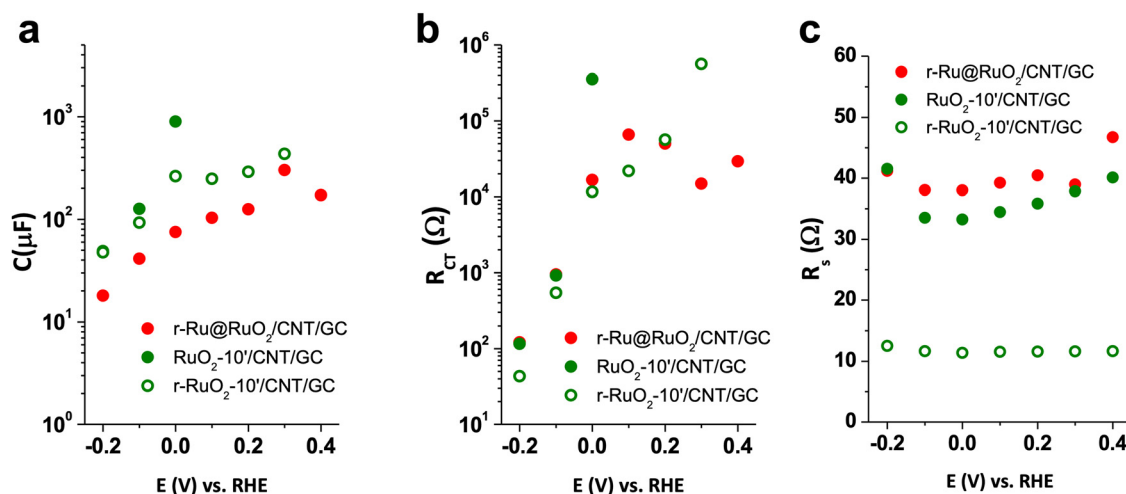 a
C(μF)
10³
10²
10¹
10⁰
-0.2 0.0 0.2 0.4
E (V) vs. RHE
r-Ru@RuO₂/CNT/GC
RuO₂-10'/CNT/GC
r-RuO₂-10'/CNT/GC
b
R_CT (Ω)
10⁶
10⁵
10⁴
10³
10²
10¹
-0.2 0.0 0.2 0.4
E (V) vs. RHE
r-Ru@RuO₂/CNT/GC
RuO₂-10'/CNT/GC
r-RuO₂-10'/CNT/GC
c
R_s (Ω)
60
50
40
30
20
10
0
-0.2 0.0 0.2 0.4
E (V) vs. RHE
r-Ru@RuO₂/CNT/GC
RuO₂-10'/CNT/GC
r-RuO₂-10'/CNT/GC